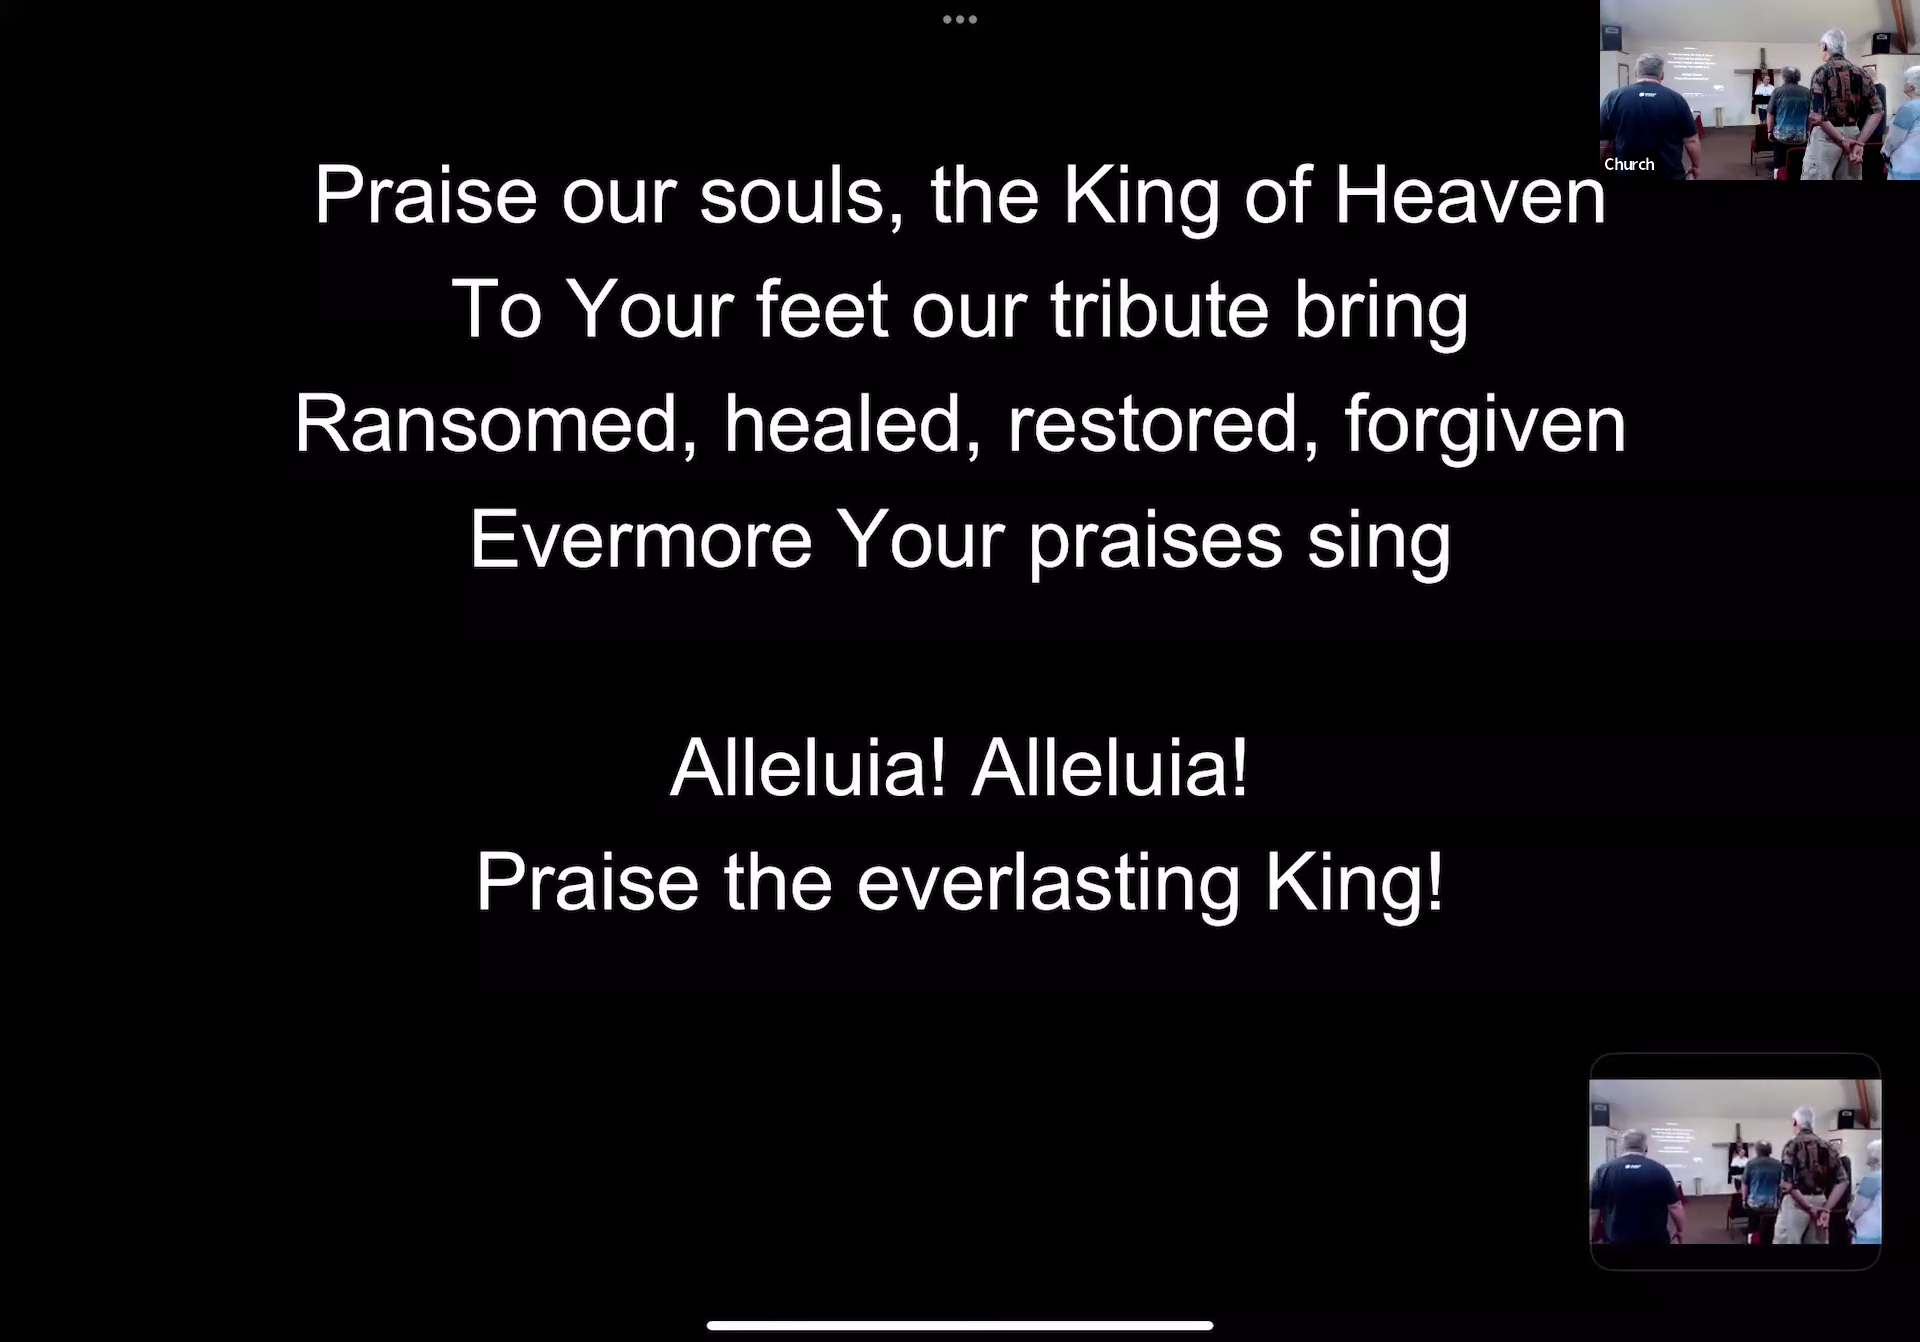 Praise our souls, the King of Heaven
To Your feet our tribute bring
Ransomed, healed, restored, forgiven
Evermore Your praises sing
Alleluia! Alleluia!
Praise the everlasting King!
Church